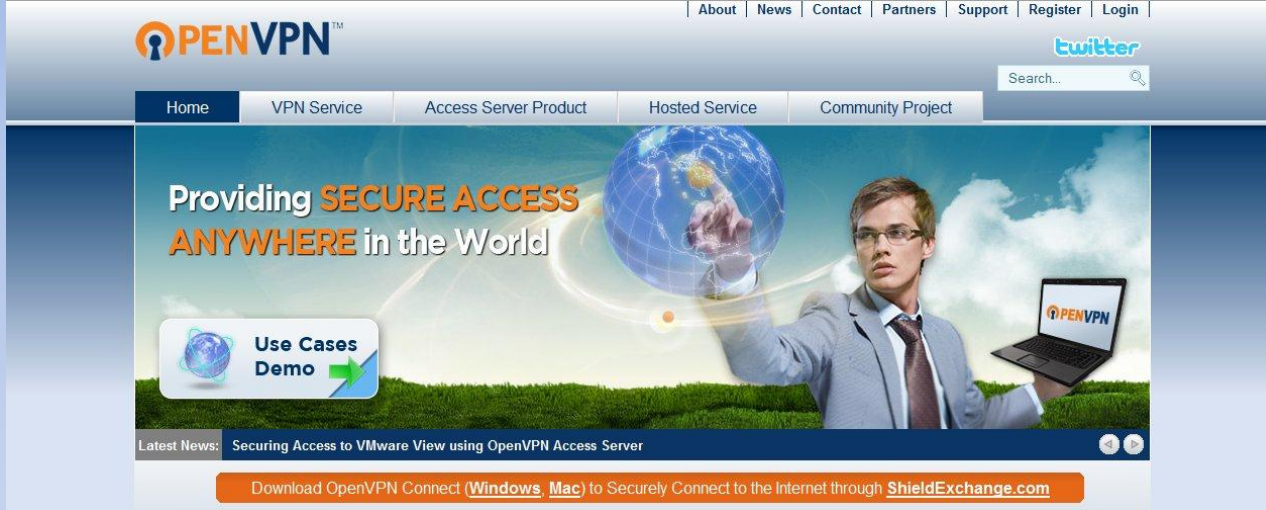 About News Contact Partners Support Register Login
OPENVPN™
twitter
Search...
Home VPN Service Access Server Product Hosted Service Community Project
Providing SECURE ACCESS
ANYWHERE in the World
OPENVPN
Use Cases
Demo
Latest News: Securing Access to VMware View using OpenVPN Access Server
Download OpenVPN Connect (Windows, Mac) to Securely Connect to the Internet through ShieldExchange.com